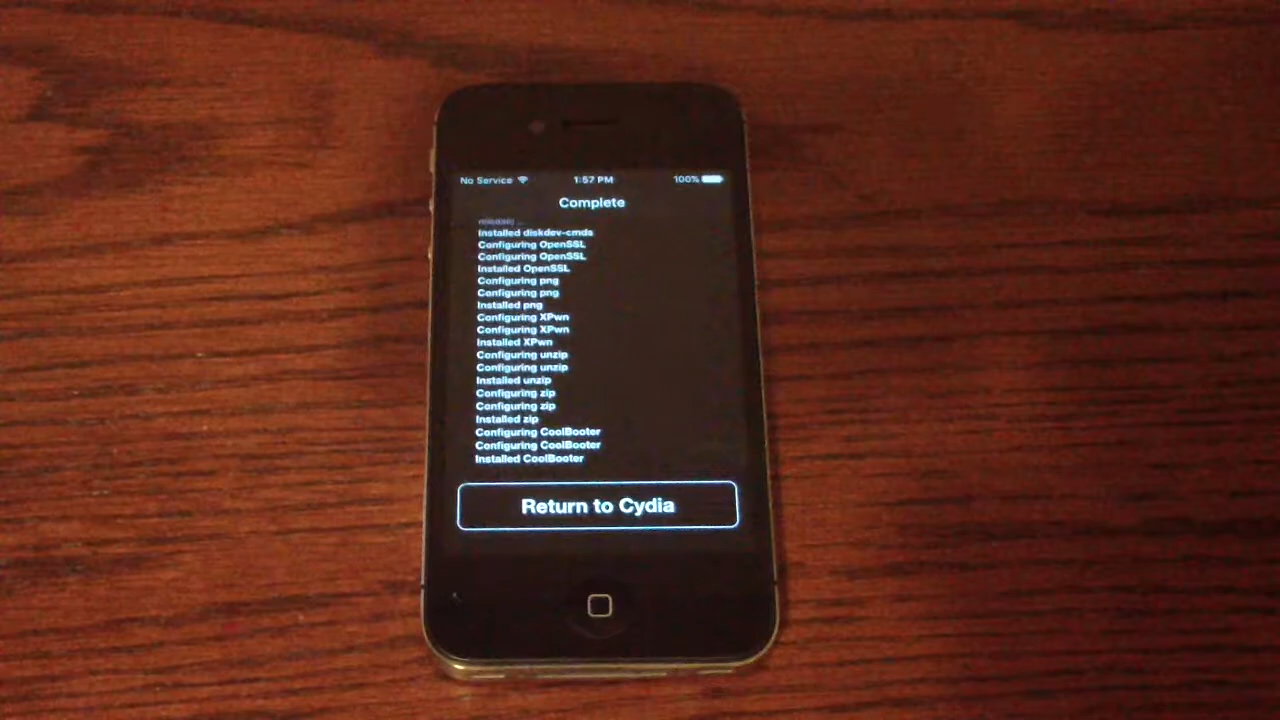 No Service 1:57 PM 100%
Complete
Installed diskdev-cmds
Configuring OpenSSL
Configuring OpenSSL
Installed OpenSSL
Configuring png
Configuring png
Installed png
Configuring XPwn
Configuring XPwn
Installed XPwn
Configuring unzip
Configuring unzip
Installed unzip
Configuring zip
Configuring zip
Installed zip
Configuring CoolBooter
Configuring CoolBooter
Installed CoolBooter
Return to Cydia